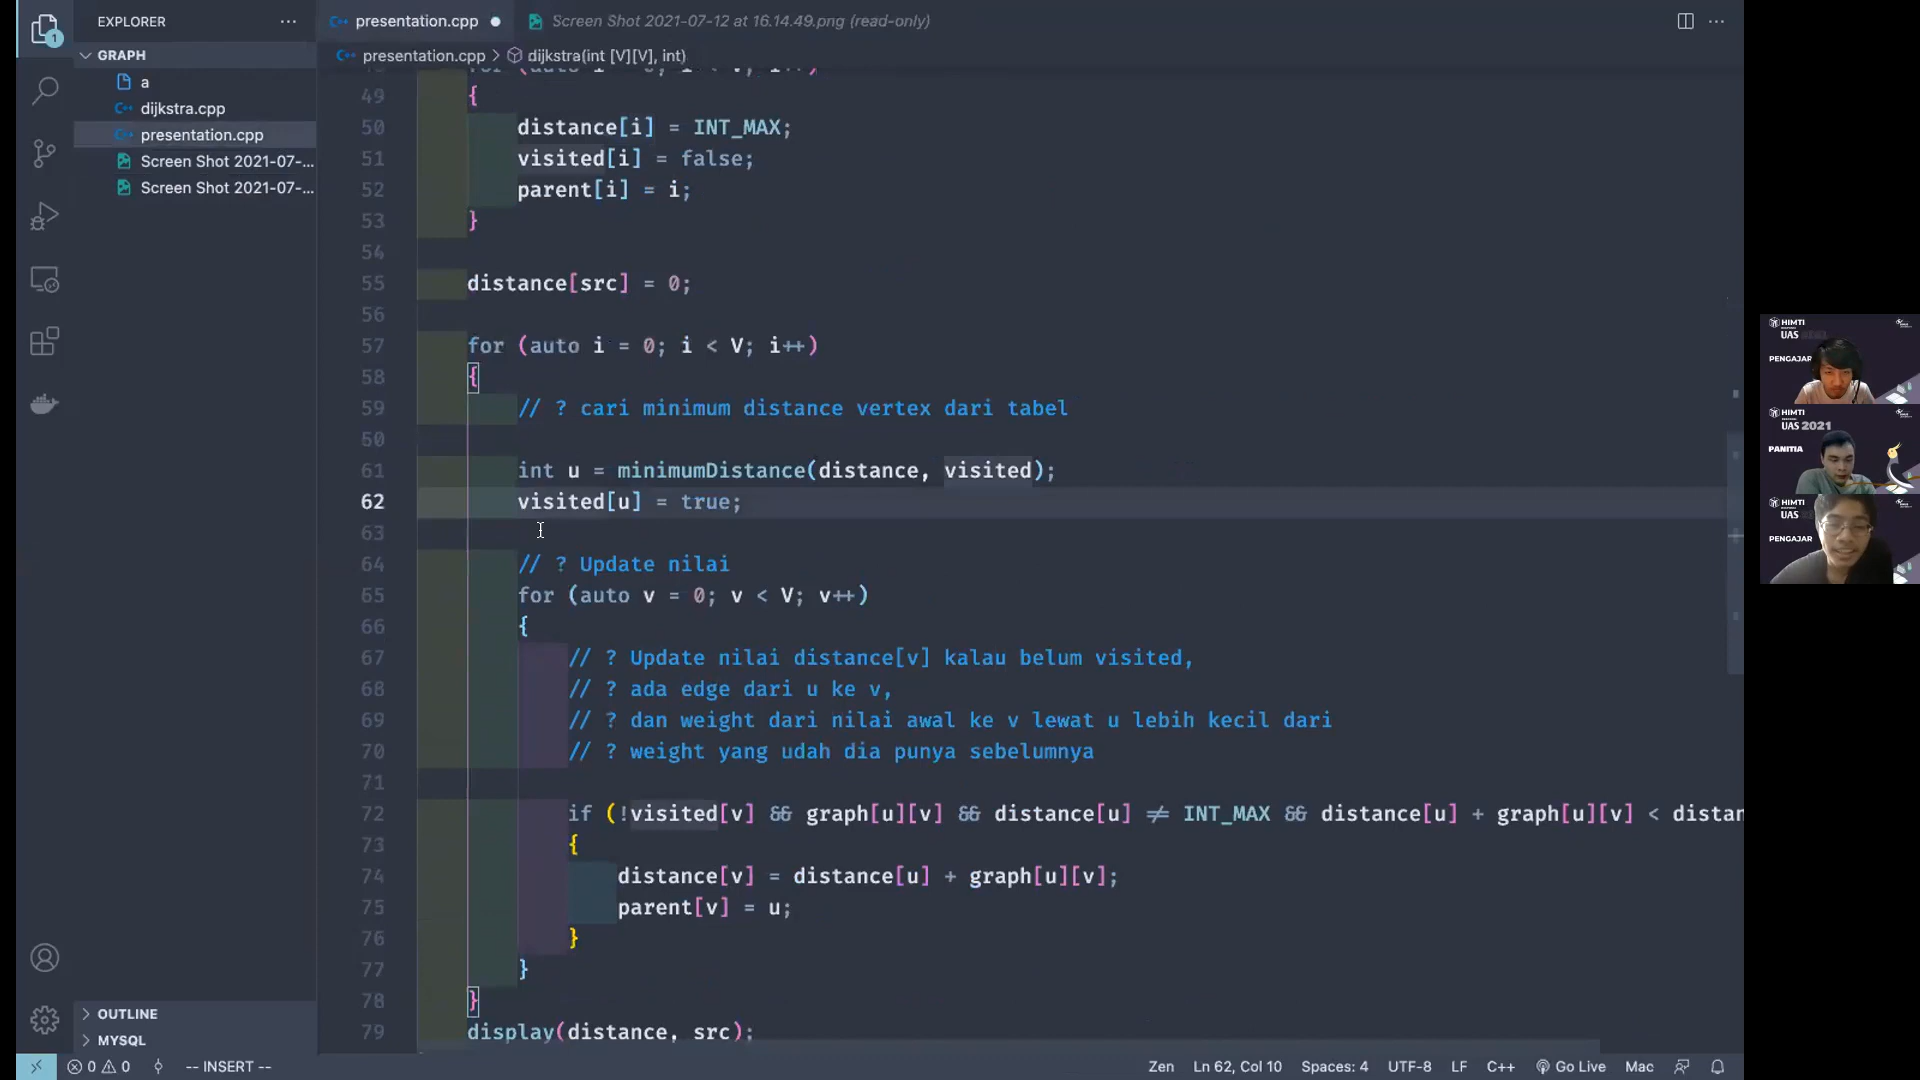 EXPLORER
presentation.cpp
Screen Shot 2021-07-12 at 16.14.49.png (read-only)
GRAPH
presentation.cpp > dijkstra(int [V][V], int)
a
dijkstra.cpp
presentation.cpp
Screen Shot 2021-07-...
Screen Shot 2021-07-...
49 {
50 distance[i] = INT_MAX;
51 visited[i] = false;
52 parent[i] = i;
53 }
54
55 distance[src] = 0;
56
57 for (auto i = 0; i < V; i++)
58 {
59 // ? cari minimum distance vertex dari tabel
60
61 int u = minimumDistance(distance, visited);
62 visited[u] = true;
63
64 // ? Update nilai
65 for (auto v = 0; v < V; v++)
66 {
67 // ? Update nilai distance[v] kalau belum visited,
68 // ? ada edge dari u ke v,
69 // ? dan weight dari nilai awal ke v lewat u lebih kecil dari
70 // ? weight yang udah dia punya sebelumnya
71
72 if (!visited[v] && graph[u][v] && distance[u] != INT_MAX && distance[u] + graph[u][v] < distan
73 {
74 distance[v] = distance[u] + graph[u][v];
75 parent[v] = u;
76 }
77 }
78 }
79 display(distance, src);
OUTLINE
MYSQL
1
0 0
-- INSERT --
Zen
Ln 62, Col 10
Spaces: 4
UTF-8
LF
C++
Go Live
Mac
HIMTI
UAS
PENGAJAR
HIMTI
UAS 2021
PANITIA
HIMTI
UAS
PENGAJAR